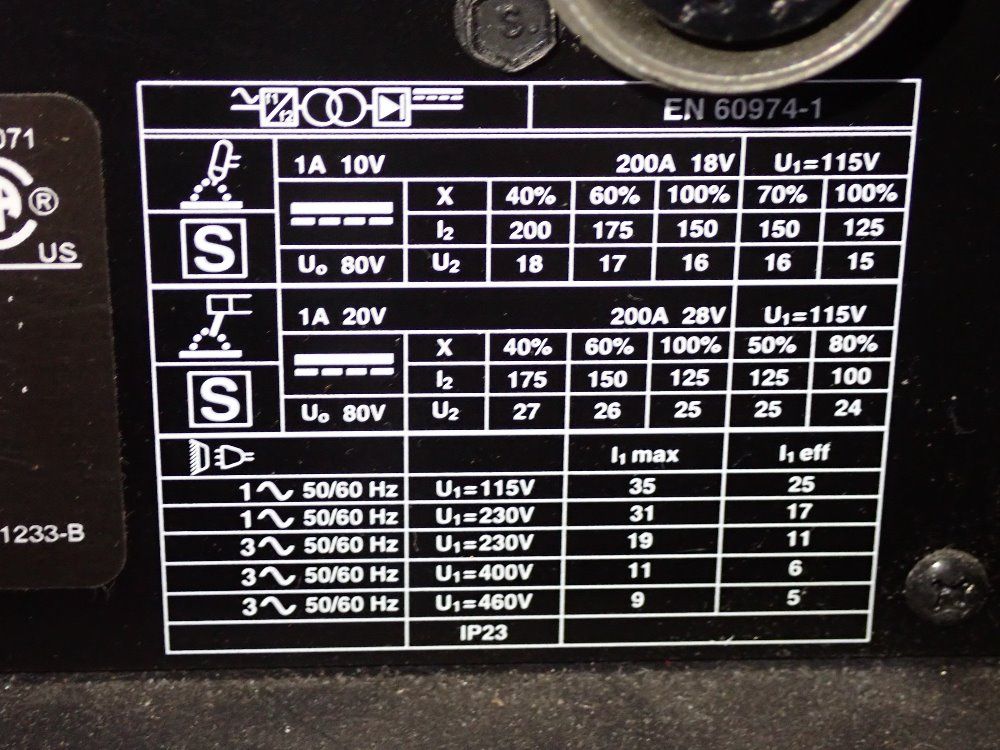 S.
f1
f2
EN 60974-1
071
®
US
1233-B
1A 10V 200A 18V U1=115V
X 40% 60% 100% 70% 100%
I2 200 175 150 150 125
S
Uo 80V U2 18 17 16 16 15
1A 20V 200A 28V U1=115V
X 40% 60% 100% 50% 80%
I2 175 150 125 125 100
S
Uo 80V U2 27 26 25 25 24
I1 max I1 eff
1 50/60 Hz U1=115V 35 25
1 50/60 Hz U1=230V 31 17
3 50/60 Hz U1=230V 19 11
3 50/60 Hz U1=400V 11 6
3 50/60 Hz U1=460V 9 5
IP23